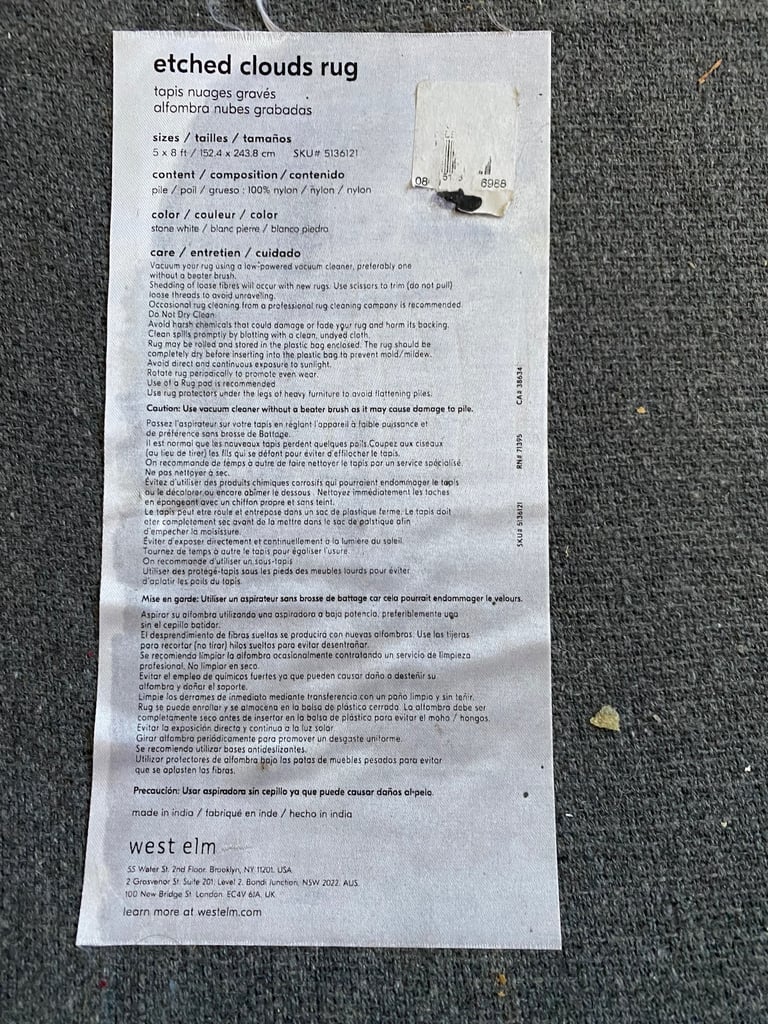 etched clouds rug
tapis nuages gravés
alfombra nubes grabadas
sizes / tailles / tamaños
5 x 8 ft / 152.4 x 243.8 cm SKU# 5136121
content / composition / contenido
pile / poil / grueso : 100% nylon / nylon / nylon
color / couleur / color
stone white / blanc pierre / blanco piedra
care / entretien / cuidado
Vacuum your rug using a low-powered vacuum cleaner, preferably one
without a beater brush.
Shedding of loose fibres will occur with new rugs. Use scissors to trim (do not pull)
loose threads to avoid unraveling.
Occasional rug cleaning from a professional rug cleaning company is recommended.
Do Not Dry Clean.
Avoid harsh chemicals that could damage or fade your rug and harm its backing.
Clean spills promptly by blotting with a clean, undyed cloth.
Rug may be rolled and stored in the plastic bag enclosed. The rug should be
completely dry before inserting into the plastic bag to prevent mold/mildew.
Avoid direct and continuous exposure to sunlight.
Rotate rug periodically to promote even wear.
Use of a Rug pad is recommended
Use rug protectors under the legs of heavy furniture to avoid flattening piles.
Caution: Use vacuum cleaner without a beater brush as it may cause damage to pile.
Passez l'aspirateur sur votre tapis en réglant l'appareil à faible puissance et
de préférence sans brosse de Battage.
Il est normal que les nouveaux tapis perdent quelques poils.Coupez aux ciseaux
(au lieu de tirer) les fils qui se défont pour éviter d'effilocher le tapis.
On recommande de temps à autre de faire nettoyer le tapis par un service spécialisé.
Ne pas nettoyer à sec.
Évitez d'utiliser des produits chimiques corrosifs qui pourraient endommager le tapis
ou le décolorer ou encore abîmer le dessous. Nettoyez immédiatement les taches
en épongeant avec un chiffon propre et sans teint.
Le tapis peut etre roule et entrepose dans un sac de plastique ferme. Le tapis doit
eter completement sec avant de la mettre dans le sac de palstique afin
d'empecher la moisissure.
Éviter d'exposer directement et continuellement à la lumière du soleil.
Tournez de temps à autre le tapis pour égaliser l'usure.
On recommande d'utiliser un sous-tapis
Utiliser des protège-tapis sous les pieds des meubles lourds pour éviter
d'aplatir les poils du tapis.
Mise en garde: Utiliser un aspirateur sans brosse de battage car cela pourrait endommager le velours.
Aspirar su alfombra utilizando una aspiradora a baja potencia, preferiblemente uga
sin el cepillo batidor.
El desprendimiento de fibras sueltas se producirá con nuevas alfombras. Use las tijeras
para recortar (no tirar) hilos sueltos para evitar desentrañar.
Se recomienda limpiar la alfombra ocasionalmente contratando un servicio de limpieza
profesional. No limpiar en seco.
Evitar el empleo de químicos fuertes ya que pueden causar daño o desteñir su
alfombra y dañar el soporte.
Limpie los derrames de inmediato mediante transferencia con un paño limpio y sin teñir.
Rug se puede enrollar y se almacena en la bolsa de plástico cerrada. La alfombra debe ser
completamente seco antes de insertar en la bolsa de plástico para evitar el moho / hongos.
Evitar la exposición directa y continua a la luz solar
Girar alfombra periódicamente para promover un desgaste uniforme.
Se recomienda utilizar bases antideslizantes.
Utilizar protectores de alfombra bajo las patas de muebles pesados para evitar
que se aplasten las fibras.
Precaución: Usar aspiradora sin cepillo ya que puede causar daños al pelo.
made in india / fabriqué en inde / hecho in india
west elm
55 Water St. 2nd Floor, Brooklyn, NY 11201, USA
2 Grosvenor St. Suite 201, Level 2, Bondi Junction, NSW 2022, AUS.
100 New Bridge St. London. EC4V 6JA. UK.
learn more at westelm.com
08 6988
CA# 38634
RN# 71395
SKU# 5136121